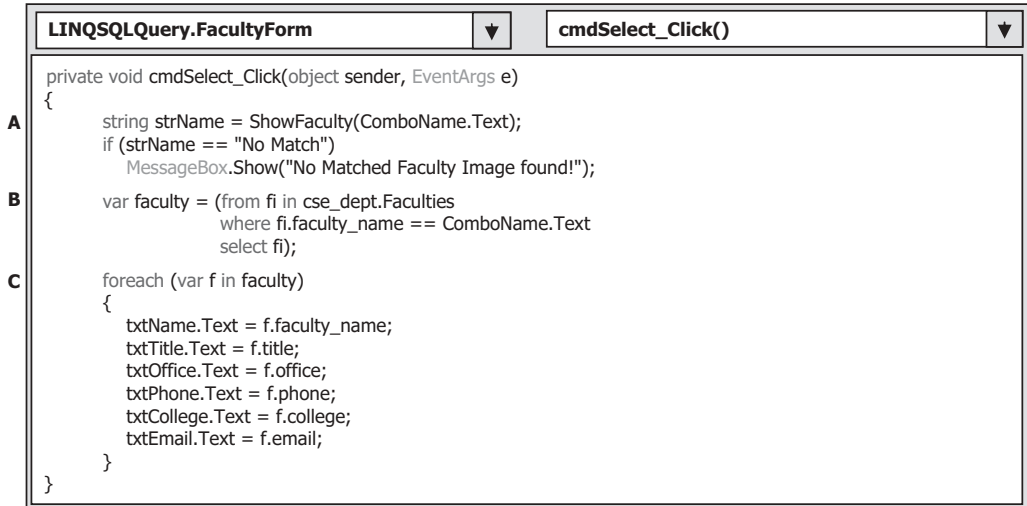 LINQSQLQuery.FacultyForm cmdSelect_Click()
private void cmdSelect_Click(object sender, EventArgs e)
{
A string strName = ShowFaculty(ComboName.Text);
if (strName == "No Match")
MessageBox.Show("No Matched Faculty Image found!");
B var faculty = (from fi in cse_dept.Faculties
where fi.faculty_name == ComboName.Text
select fi);
C foreach (var f in faculty)
{
txtName.Text = f.faculty_name;
txtTitle.Text = f.title;
txtOffice.Text = f.office;
txtPhone.Text = f.phone;
txtCollege.Text = f.college;
txtEmail.Text = f.email;
}
}